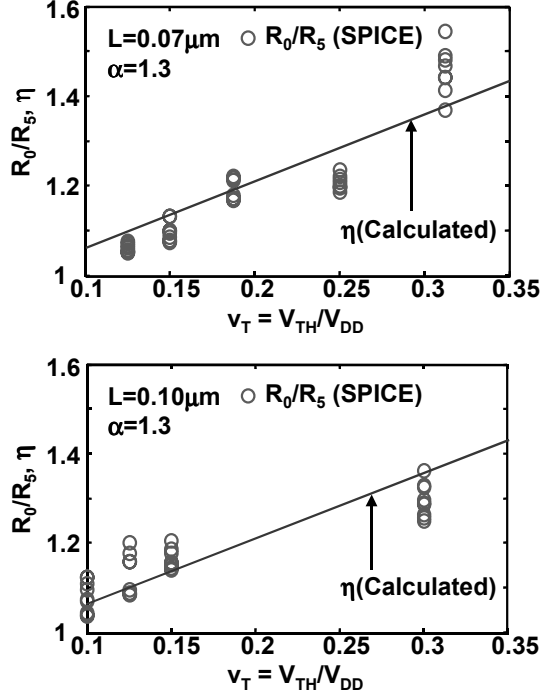 1.6
L=0.07μm
○ R0/R5 (SPICE)
α=1.3
1.4
R0/R5, η
1.2
η(Calculated)
1
0.1 0.15 0.2 0.25 0.3 0.35
vT = VTH/VDD
1.6
L=0.10μm
○ R0/R5 (SPICE)
α=1.3
1.4
R0/R5, η
1.2
η(Calculated)
1
0.1 0.15 0.2 0.25 0.3 0.35
vT = VTH/VDD